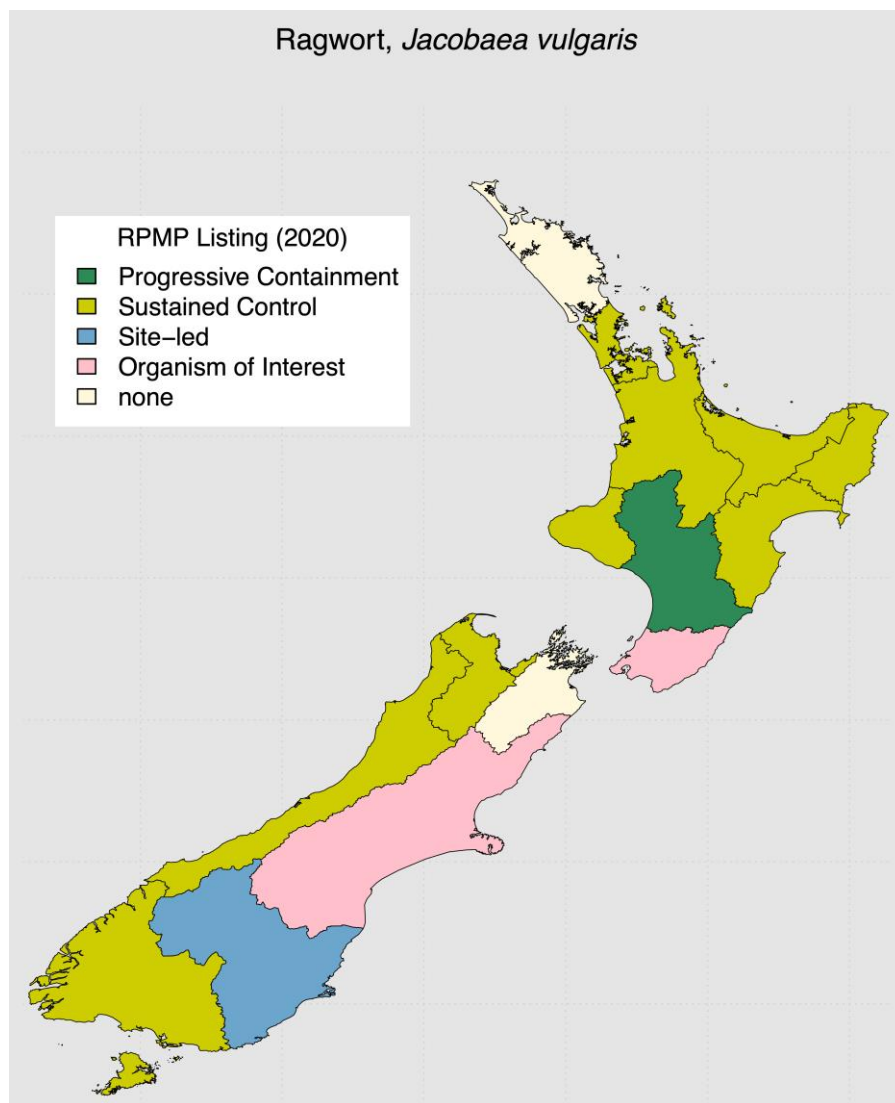 Ragwort, Jacobaea vulgaris
RPMP Listing (2020)
Progressive Containment
Sustained Control
Site−led
Organism of Interest
none